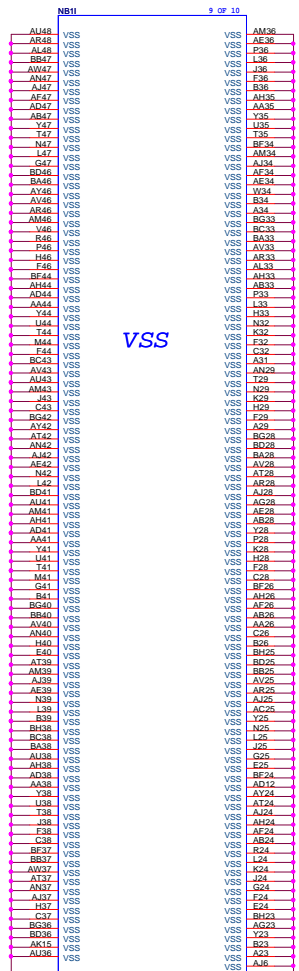 NB1I 9 OF 10
AU48 VSS VSS AM36
AR48 VSS VSS AE36
AL48 VSS VSS P36
BB47 VSS VSS L36
AW47 VSS VSS J36
AN47 VSS VSS F36
AJ47 VSS VSS B36
AF47 VSS VSS AH35
AD47 VSS VSS AA35
AB47 VSS VSS Y35
Y47 VSS VSS U35
T47 VSS VSS T35
N47 VSS VSS BF34
L47 VSS VSS AM34
G47 VSS VSS AJ34
BD46 VSS VSS AF34
BA46 VSS VSS AE34
AY46 VSS VSS W34
AV46 VSS VSS B34
AR46 VSS VSS A34
AM46 VSS VSS BG33
V46 VSS VSS BC33
R46 VSS VSS BA33
P46 VSS VSS AV33
H46 VSS VSS AR33
F46 VSS VSS AL33
BF44 VSS VSS AH33
AH44 VSS VSS AB33
AD44 VSS VSS P33
AA44 VSS VSS L33
Y44 VSS VSS H33
U44 VSS VSS N32
T44 VSS VSS VSS K32
M44 VSS VSS F32
F44 VSS VSS C32
BC43 VSS VSS A31
AV43 VSS VSS AN29
AU43 VSS VSS T29
AM43 VSS VSS N29
J43 VSS VSS K29
C43 VSS VSS H29
BG42 VSS VSS F29
AY42 VSS VSS A29
AT42 VSS VSS BG28
AN42 VSS VSS BD28
AJ42 VSS VSS BA28
AE42 VSS VSS AV28
N42 VSS VSS AT28
L42 VSS VSS AR28
BD41 VSS VSS AJ28
AU41 VSS VSS AG28
AM41 VSS VSS AE28
AH41 VSS VSS AB28
AD41 VSS VSS Y28
AA41 VSS VSS P28
Y41 VSS VSS K28
U41 VSS VSS H28
T41 VSS VSS F28
M41 VSS VSS C28
G41 VSS VSS BF26
B41 VSS VSS AH26
BG40 VSS VSS AF26
BB40 VSS VSS AB26
AV40 VSS VSS AA26
AN40 VSS VSS C26
H40 VSS VSS B26
E40 VSS VSS BH25
AT39 VSS VSS BD25
AM39 VSS VSS BB25
AJ39 VSS VSS AV25
AE39 VSS VSS AR25
N39 VSS VSS AJ25
L39 VSS VSS AC25
B39 VSS VSS Y25
BH38 VSS VSS N25
BC38 VSS VSS L25
BA38 VSS VSS J25
AU38 VSS VSS G25
AH38 VSS VSS E25
AD38 VSS VSS BF24
AA38 VSS VSS AD12
Y38 VSS VSS AY24
U38 VSS VSS AT24
T38 VSS VSS AJ24
J38 VSS VSS AH24
F38 VSS VSS AF24
C38 VSS VSS AB24
BF37 VSS VSS R24
BB37 VSS VSS L24
AW37 VSS VSS K24
AT37 VSS VSS J24
AN37 VSS VSS G24
AJ37 VSS VSS F24
H37 VSS VSS E24
C37 VSS VSS BH23
BG36 VSS VSS AG23
BD36 VSS VSS Y23
AK15 VSS VSS B23
AU36 VSS VSS A23
VSS AJ6